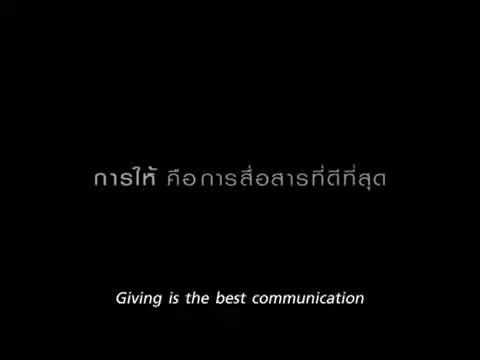 การให้ คือการสื่อสารที่ดีที่สุด
Giving is the best communication